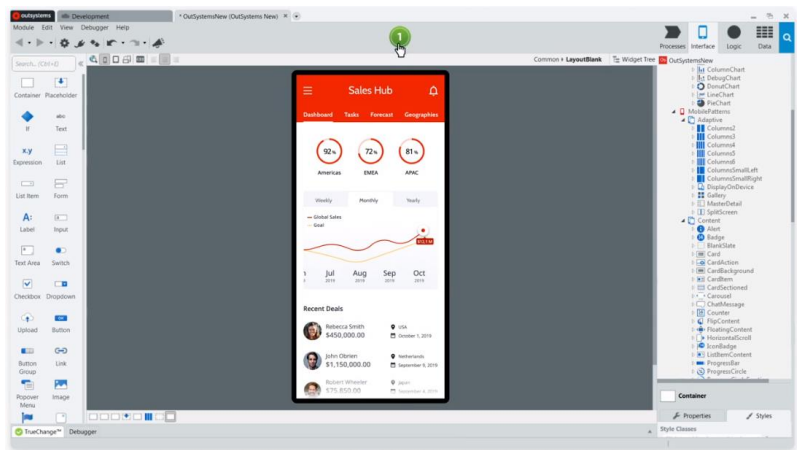 outsystems
Development
* OutSystemsNew (OutSystems New) ×
Module Edit View Debugger Help
1
Processes Interface Logic Data
Search... (Ctrl+E)
Common › LayoutBlank
Widget Tree
OutSystemsNew
Container Placeholder
If Text
abc
x.y
Expression List
List Item Form
A:
Label Input
Text Area Switch
Checkbox Dropdown
Upload Button
Button Group
Link
Popover Menu
Image
Sales Hub
Dashboard Tasks Forecast Geographies
92% 72% 81%
Americas EMEA APAC
Weekly Monthly Yearly
Global Sales
Goal
Jul Aug Sep Oct
2019 2019 2019 2019
Recent Deals
Rebecca Smith
$450,000.00
USA
October 1, 2019
John Obrien
$1,150,000.00
Netherlands
September 9, 2019
Robert Wheeler
$75,850.00
Japan
ColumnChart
DebugChart
DonutChart
LineChart
PieChart
MobilePatterns
Adaptive
Columns2
Columns3
Columns4
Columns5
Columns6
ColumnsSmallLeft
ColumnsSmallRight
DisplayOnDevice
Gallery
MasterDetail
SplitScreen
Content
Alert
Badge
BlankSlate
Card
CardAction
CardBackground
CardItem
CardSectioned
Carousel
ChatMessage
Counter
FlipContent
FloatingContent
HorizontalScroll
IconBadge
ListItemContent
ProgressBar
ProgressCircle
Container
Properties Styles
Style Classes
TrueChange™ Debugger